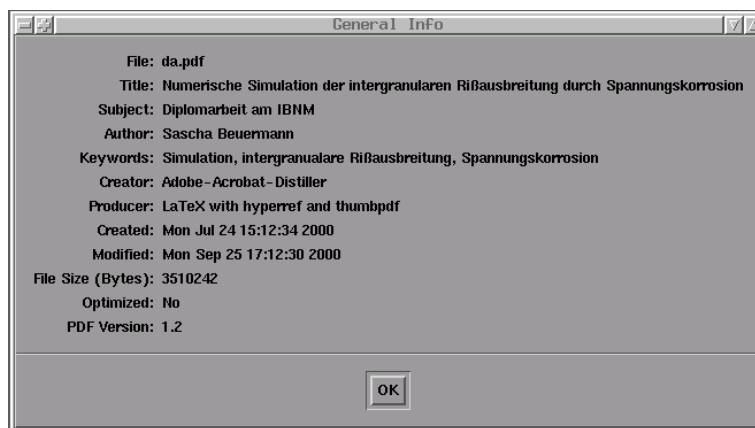 General Info
File: da.pdf
Title: Numerische Simulation der intergranularen Rißausbreitung durch Spannungskorrosion
Subject: Diplomarbeit am IBNM
Author: Sascha Beuermann
Keywords: Simulation, intergranualare Rißausbreitung, Spannungskorrosion
Creator: Adobe-Acrobat-Distiller
Producer: LaTeX with hyperref and thumbpdf
Created: Mon Jul 24 15:12:34 2000
Modified: Mon Sep 25 17:12:30 2000
File Size (Bytes): 3510242
Optimized: No
PDF Version: 1.2
OK